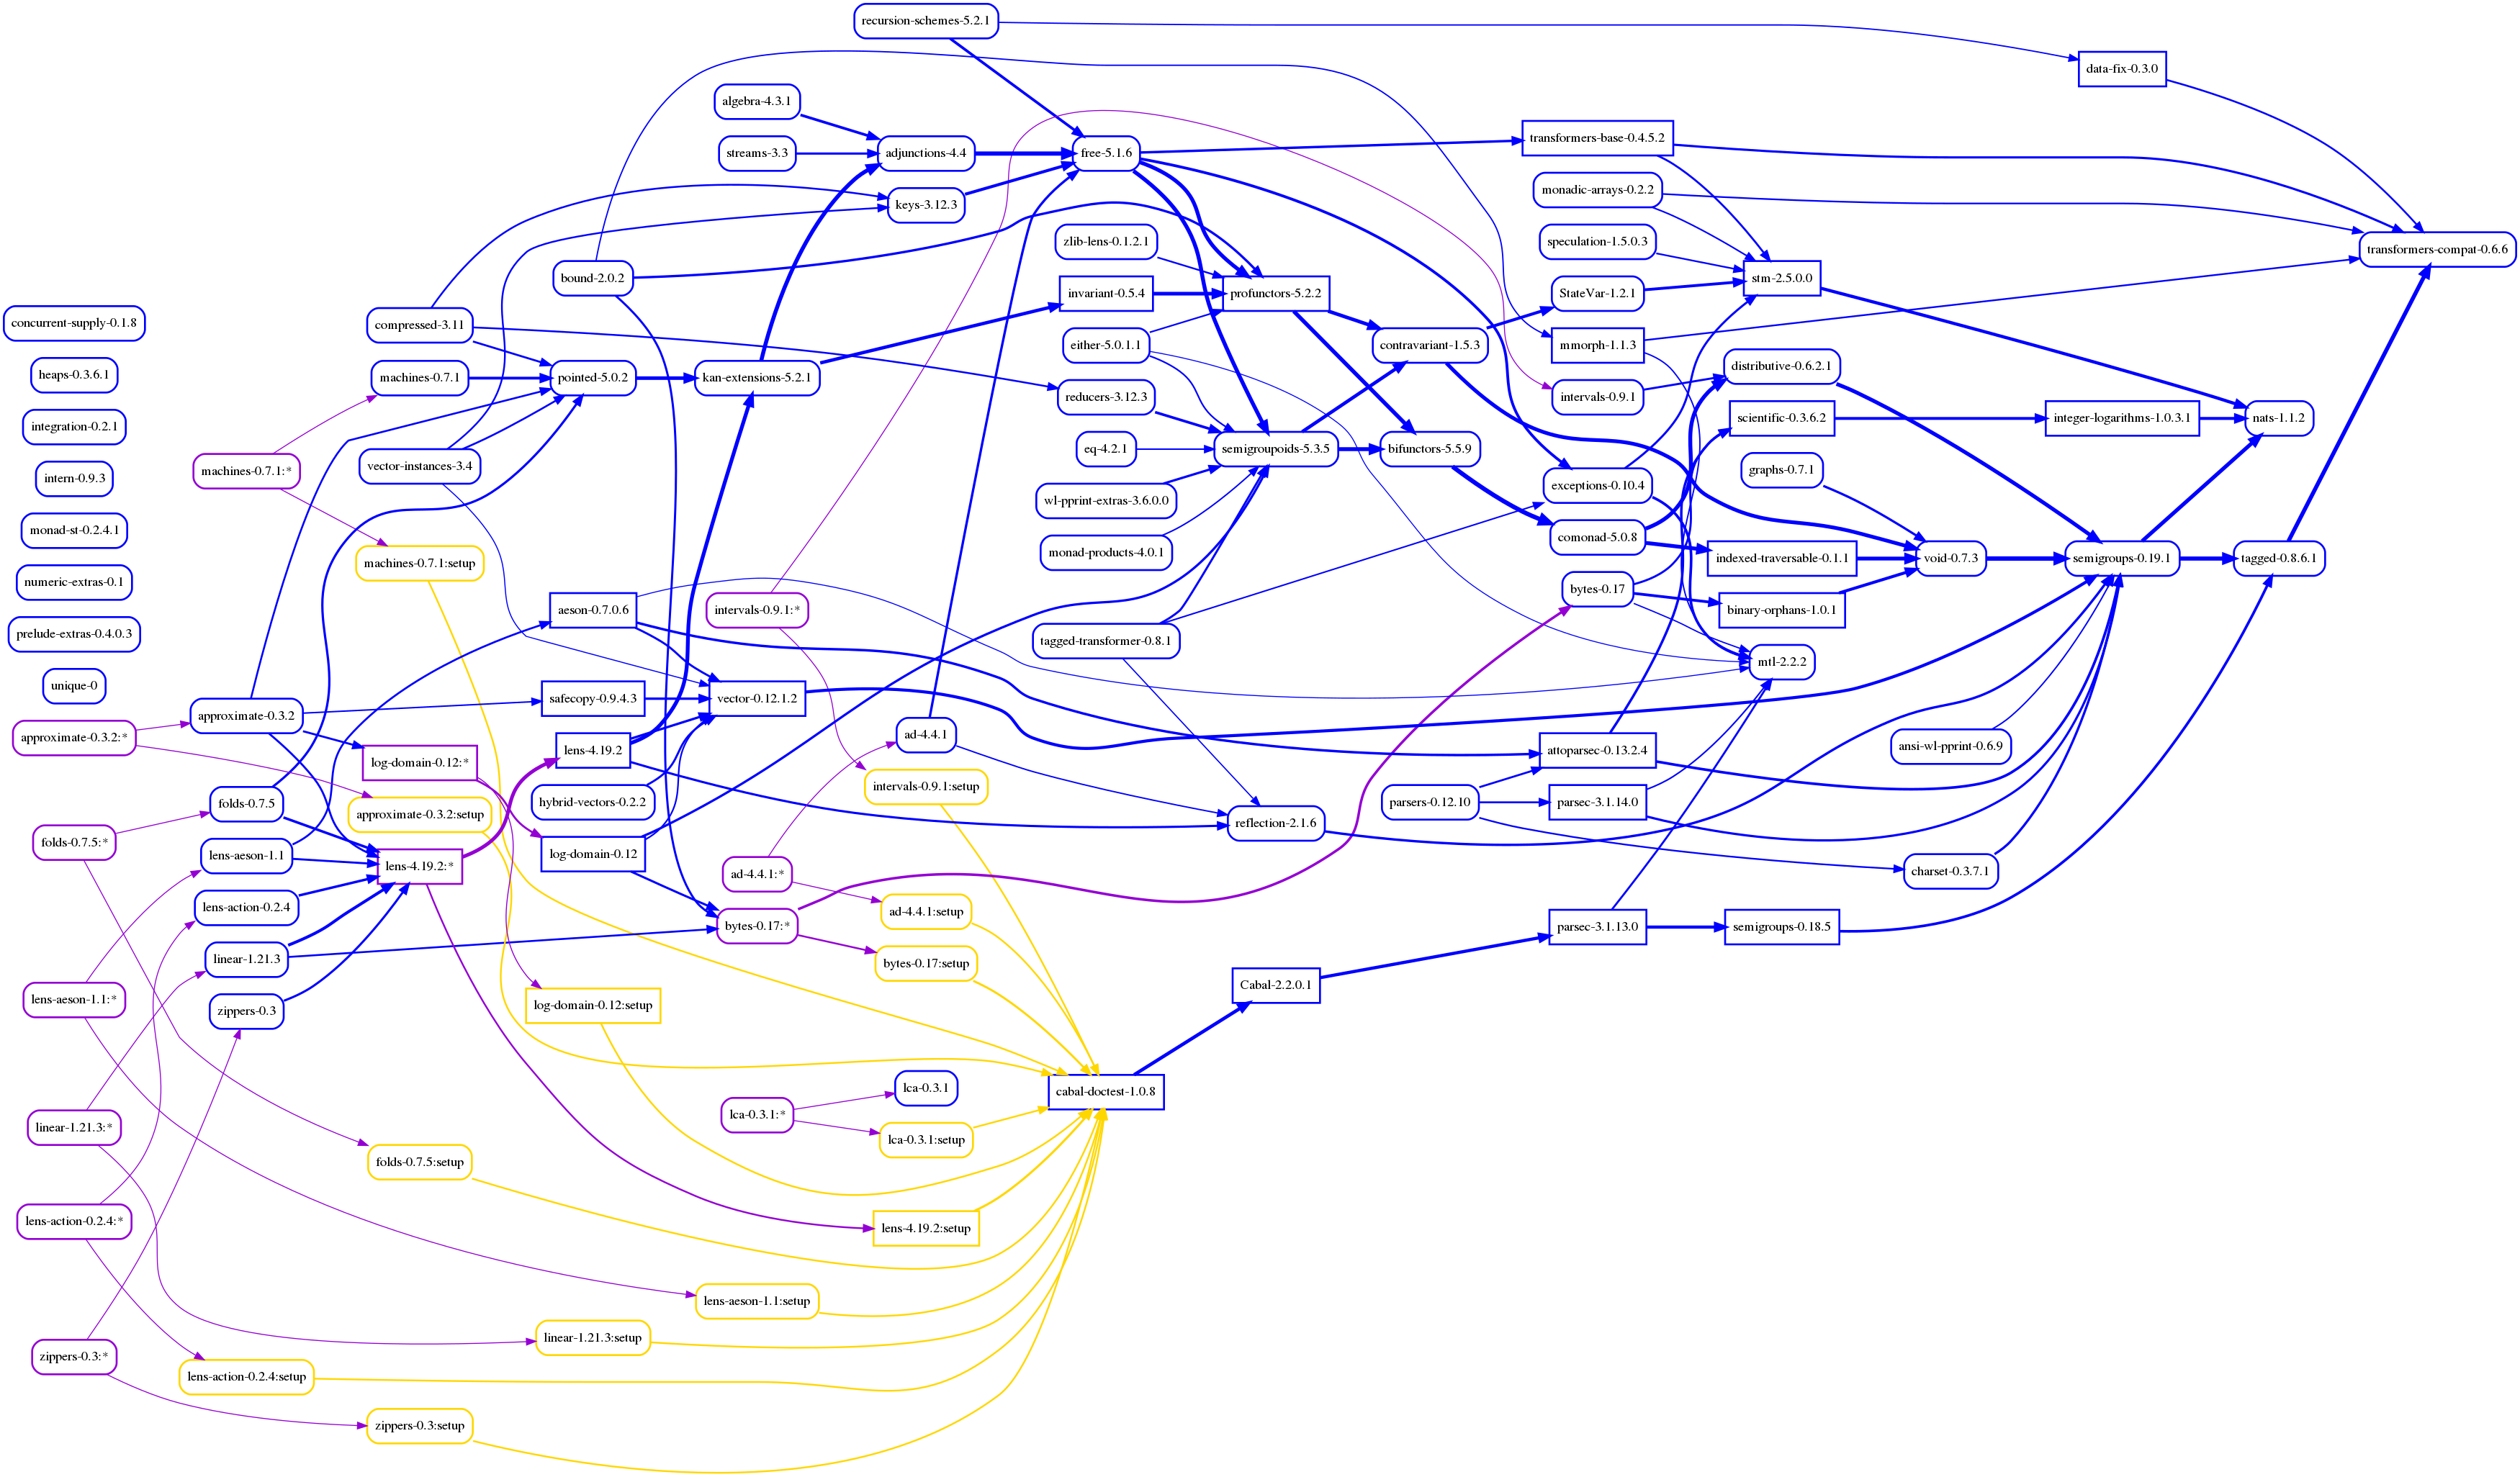 recursion-schemes-5.2.1
data-fix-0.3.0
algebra-4.3.1
streams-3.3
adjunctions-4.4
free-5.1.6
transformers-base-0.4.5.2
keys-3.12.3
monadic-arrays-0.2.2
zlib-lens-0.1.2.1
speculation-1.5.0.3
transformers-compat-0.6.6
bound-2.0.2
stm-2.5.0.0
invariant-0.5.4
profunctors-5.2.2
StateVar-1.2.1
concurrent-supply-0.1.8
compressed-3.11
either-5.0.1.1
contravariant-1.5.3
mmorph-1.1.3
heaps-0.3.6.1
machines-0.7.1
pointed-5.0.2
kan-extensions-5.2.1
distributive-0.6.2.1
reducers-3.12.3
intervals-0.9.1
integration-0.2.1
scientific-0.3.6.2
integer-logarithms-1.0.3.1
nats-1.1.2
eq-4.2.1
semigroupoids-5.3.5
bifunctors-5.5.9
machines-0.7.1:*
vector-instances-3.4
graphs-0.7.1
intern-0.9.3
exceptions-0.10.4
wl-pprint-extras-3.6.0.0
monad-st-0.2.4.1
comonad-5.0.8
monad-products-4.0.1
machines-0.7.1:setup
indexed-traversable-0.1.1
void-0.7.3
semigroups-0.19.1
tagged-0.8.6.1
numeric-extras-0.1
bytes-0.17
aeson-0.7.0.6
intervals-0.9.1:*
binary-orphans-1.0.1
prelude-extras-0.4.0.3
tagged-transformer-0.8.1
mtl-2.2.2
unique-0
safecopy-0.9.4.3
vector-0.12.1.2
approximate-0.3.2
approximate-0.3.2:*
ad-4.4.1
lens-4.19.2
attoparsec-0.13.2.4
ansi-wl-pprint-0.6.9
log-domain-0.12:*
intervals-0.9.1:setup
hybrid-vectors-0.2.2
parsers-0.12.10
parsec-3.1.14.0
folds-0.7.5
approximate-0.3.2:setup
reflection-2.1.6
folds-0.7.5:*
log-domain-0.12
lens-aeson-1.1
lens-4.19.2:*
ad-4.4.1:*
charset-0.3.7.1
lens-action-0.2.4
ad-4.4.1:setup
bytes-0.17:*
parsec-3.1.13.0
semigroups-0.18.5
linear-1.21.3
bytes-0.17:setup
Cabal-2.2.0.1
lens-aeson-1.1:*
log-domain-0.12:setup
zippers-0.3
lca-0.3.1
cabal-doctest-1.0.8
lca-0.3.1:*
linear-1.21.3:*
lca-0.3.1:setup
folds-0.7.5:setup
lens-action-0.2.4:*
lens-4.19.2:setup
lens-aeson-1.1:setup
linear-1.21.3:setup
zippers-0.3:*
lens-action-0.2.4:setup
zippers-0.3:setup